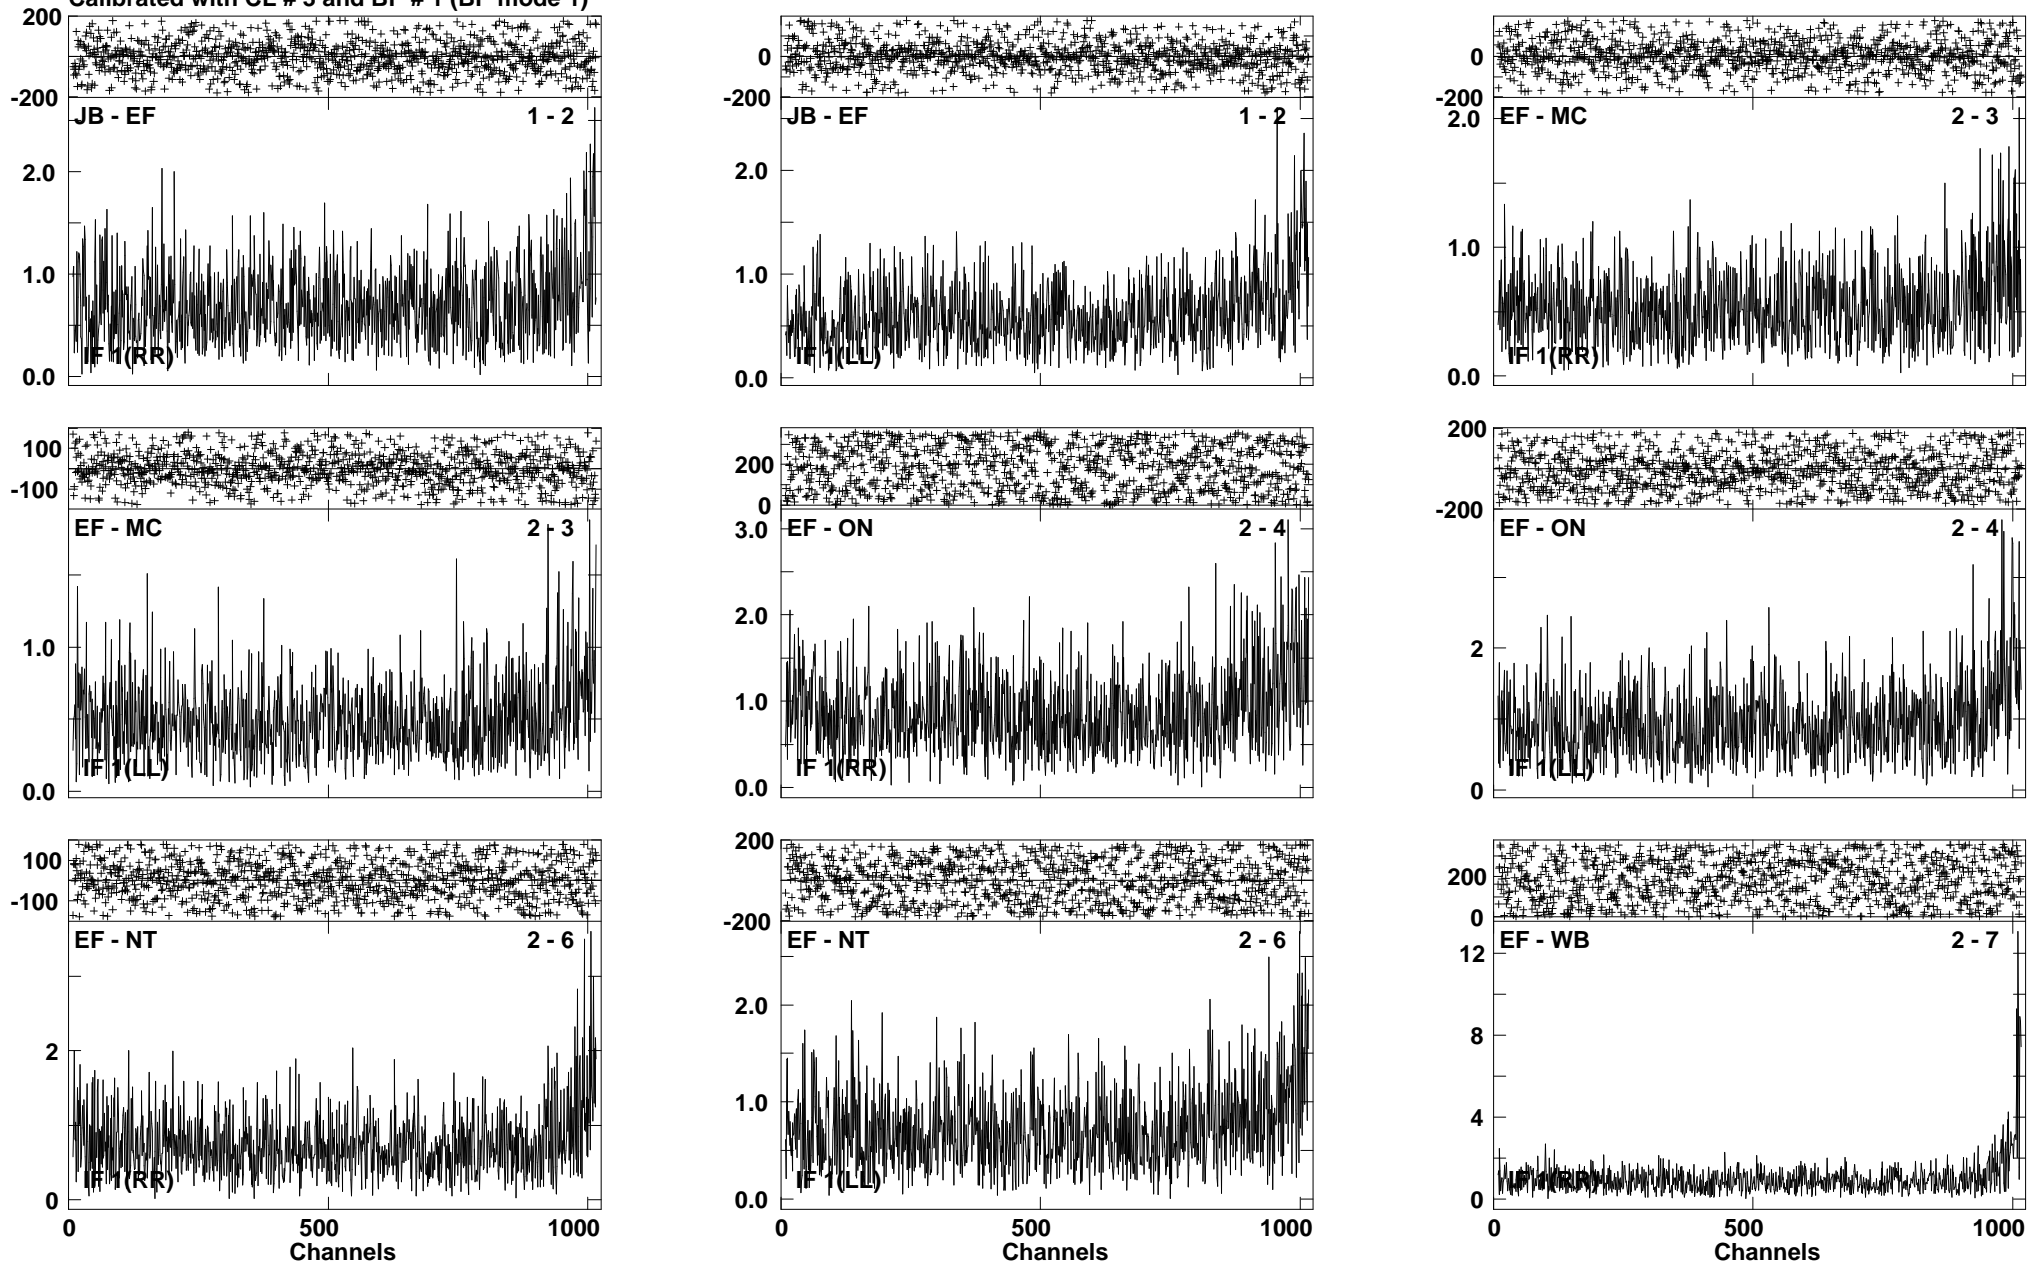 Calibrated with CL # 3 and BP # 1 (BP mode 1)
200
-200
JB - EF 1 - 2
2.0
1.0
0.0
IF 1(RR)
0
-200
JB - EF 1 - 2
2.0
1.0
0.0
IF 1(LL)
0
-200
EF - MC 2 - 3
2.0
1.0
0.0
IF 1(RR)
100
-100
EF - MC 2 - 3
1.0
0.0
IF 1(LL)
200
0
EF - ON 2 - 4
3.0
2.0
1.0
0.0
IF 1(RR)
200
-200
EF - ON 2 - 4
2
0
IF 1(LL)
100
-100
EF - NT 2 - 6
2
0
IF 1(RR)
0 500 1000
Channels
200
-200
EF - NT 2 - 6
2.0
1.0
0.0
IF 1(LL)
0 500 1000
Channels
200
0
EF - WB 2 - 7
12
8
4
0
IF 1(RR)
0 500 1000
Channels